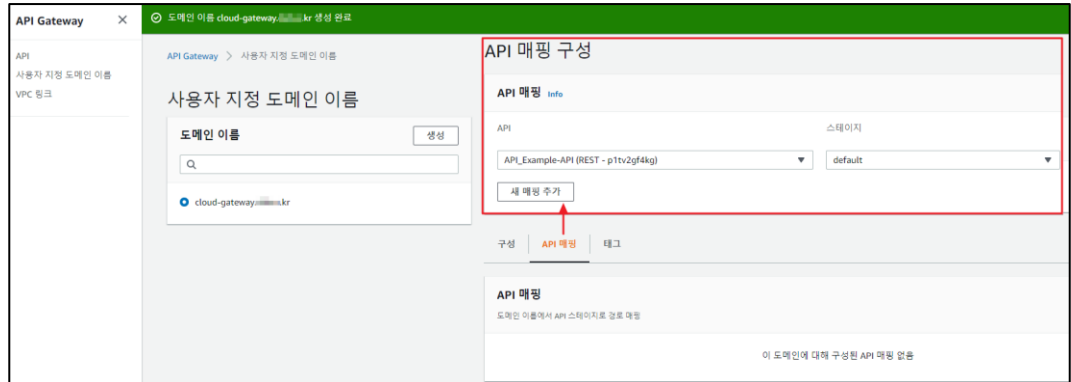 API Gateway
도메인 이름 cloud-gateway. .kr 생성 완료
API
사용자 지정 도메인 이름
VPC 링크
API Gateway > 사용자 지정 도메인 이름
사용자 지정 도메인 이름
도메인 이름
생성
cloud-gateway. .kr
API 매핑 구성
API 매핑 Info
API
스테이지
API_Example-API (REST - p1tv2gf4kg)
default
새 매핑 추가
구성
API 매핑
태그
API 매핑
도메인 이름에서 API 스테이지로 경로 매핑
이 도메인에 대해 구성된 API 매핑 없음